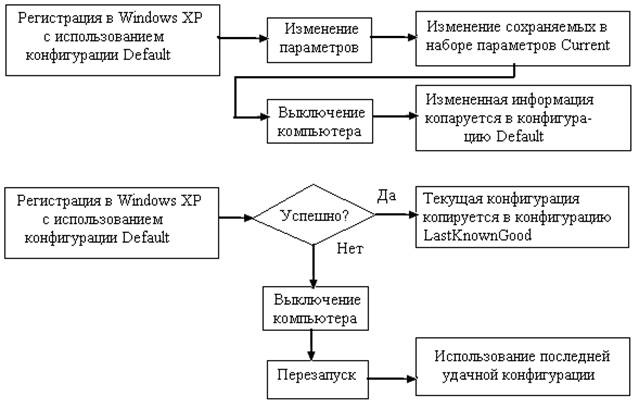 Регистрация в Windows XP
с использованием
конфигурации Default
Изменение
параметров
Изменение сохраняемых в
наборе параметров Current
Выключение
компьютера
Измененная информация
копаруется в конфигура-
цию Default
Регистрация в Windows XP
с использованием
конфигурации Default
Успешно?
Да
Текущая конфигурация
копируется в конфигурацию
LastKnownGood
Нет
Выключение
компьютера
Перезапуск
Использование последней
удачной конфигурации